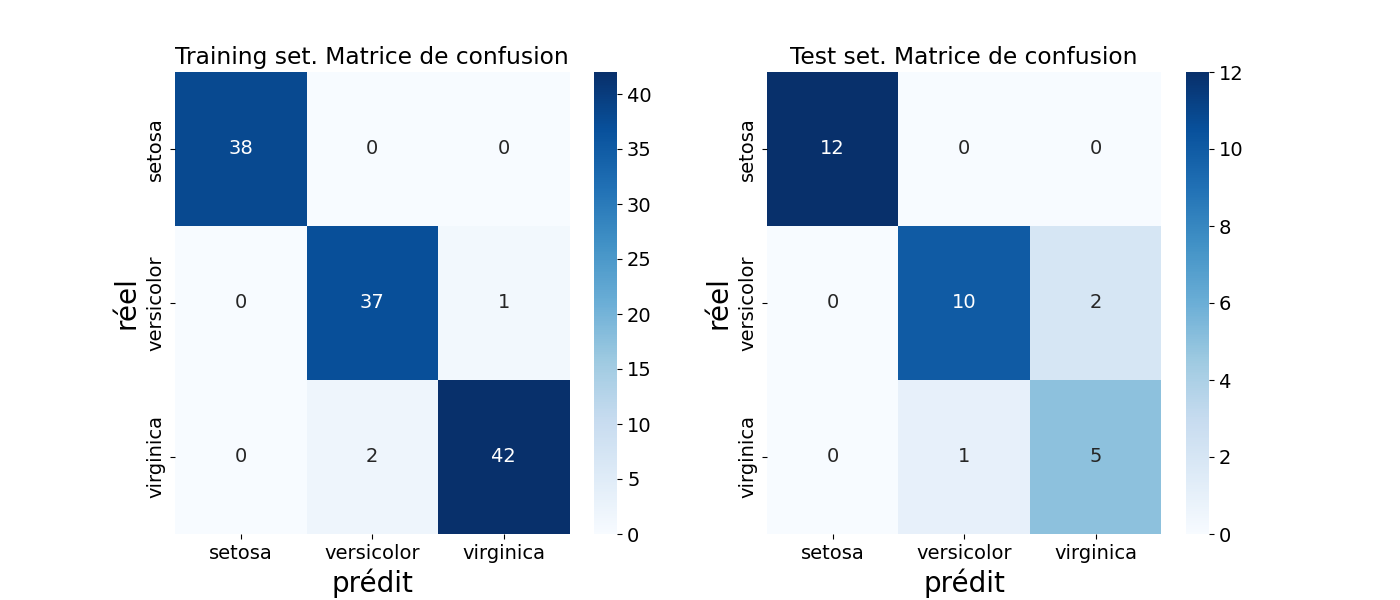 Training set. Matrice de confusion
setosa 38 0 0
versicolor 0 37 1
virginica 0 2 42
réel
setosa versicolor virginica
prédit
40
35
30
25
20
15
10
5
0
Test set. Matrice de confusion
setosa 12 0 0
versicolor 0 10 2
virginica 0 1 5
réel
setosa versicolor virginica
prédit
12
10
8
6
4
2
0